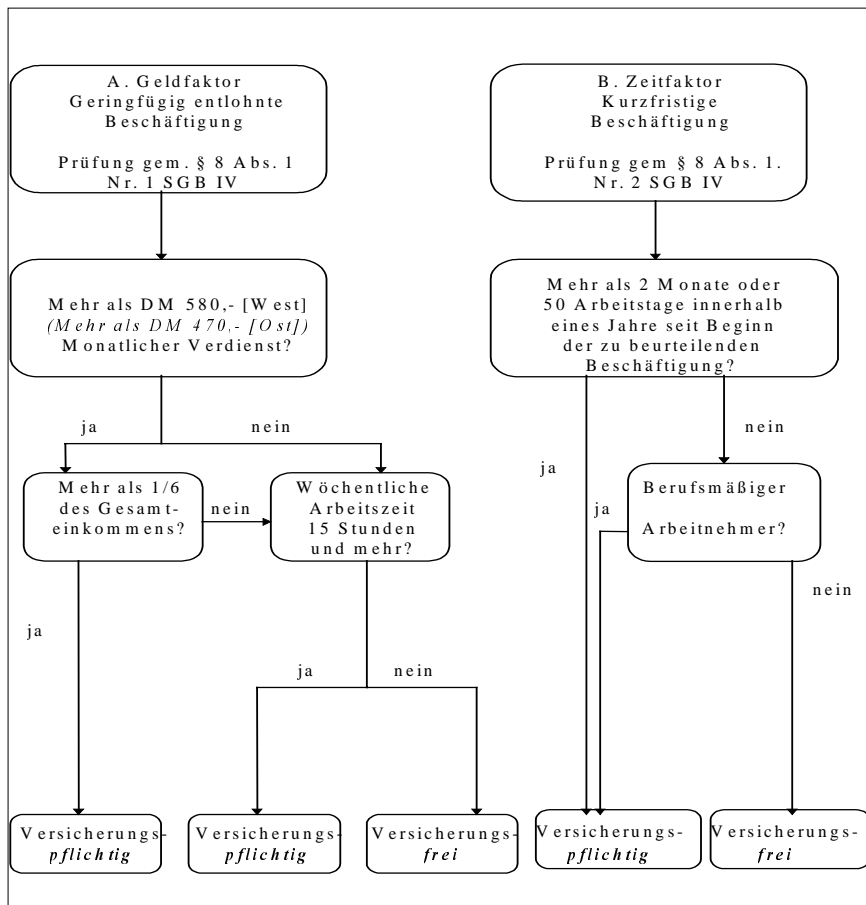 A. Geldfaktor
Geringfügig entlohnte
Beschäftigung
Prüfung gem. § 8 Abs. 1
Nr. 1 SGB IV
B. Zeitfaktor
Kurzfristige
Beschäftigung
Prüfung gem § 8 Abs. 1.
Nr. 2 SGB IV
Mehr als DM 580,- [West]
(Mehr als DM 470,- [Ost])
Monatlicher Verdienst?
Mehr als 2 Monate oder
50 Arbeitstage innerhalb
eines Jahre seit Beginn
der zu beurteilenden
Beschäftigung?
ja
nein
nein
ja
Mehr als 1/6
des Gesamt-
einkommens?
nein
Wöchentliche
Arbeitszeit
15 Stunden
und mehr?
ja
Berufsmäßiger
Arbeitnehmer?
nein
ja
ja
nein
Versicherungs-
pflichtig
Versicherungs-
pflichtig
Versicherungs-
frei
Versicherungs-
pflichtig
Versicherungs-
frei